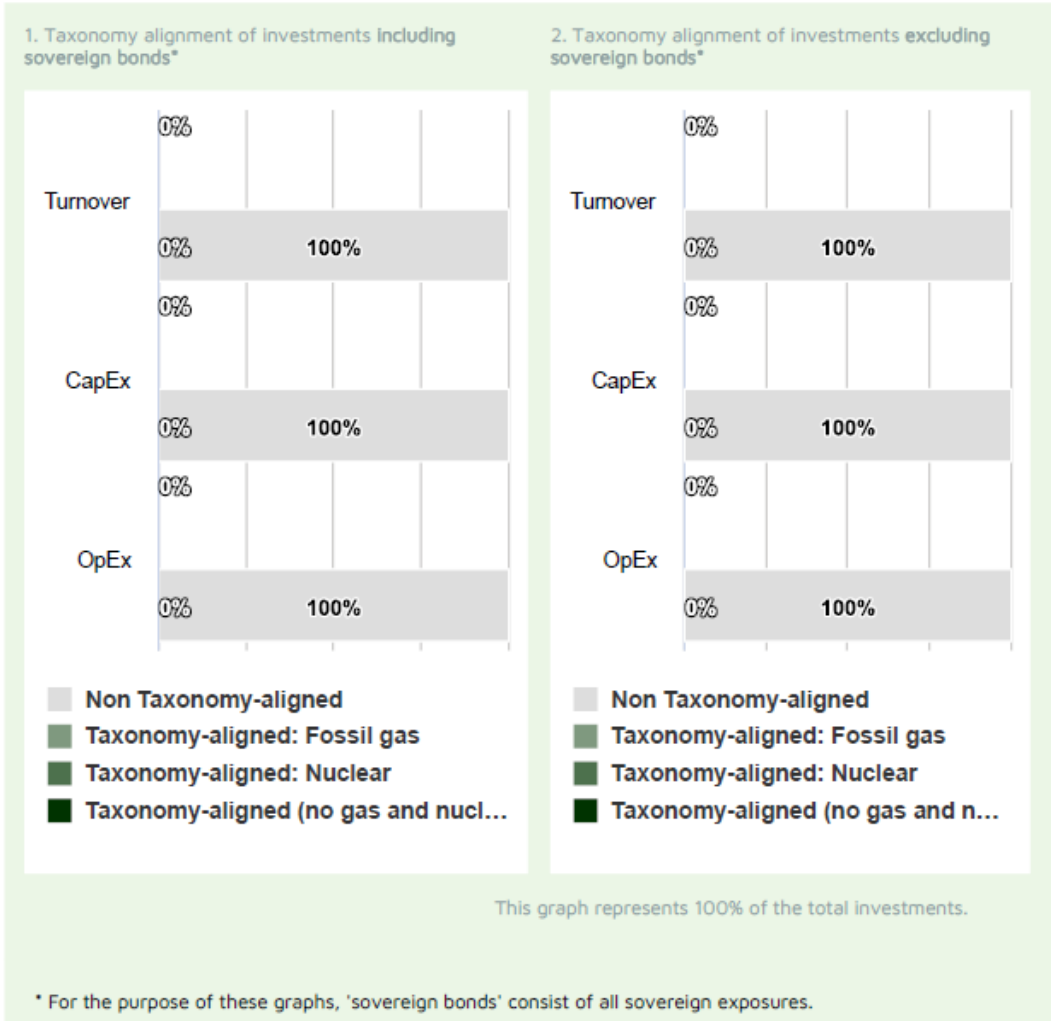 1. Taxonomy alignment of investments including
sovereign bonds*
0%
Turnover
0% 100%
0%
CapEx
0% 100%
0%
OpEx
0% 100%
Non Taxonomy-aligned
Taxonomy-aligned: Fossil gas
Taxonomy-aligned: Nuclear
Taxonomy-aligned (no gas and nucl...
2. Taxonomy alignment of investments excluding
sovereign bonds*
0%
Turnover
0% 100%
0%
CapEx
0% 100%
0%
OpEx
0% 100%
Non Taxonomy-aligned
Taxonomy-aligned: Fossil gas
Taxonomy-aligned: Nuclear
Taxonomy-aligned (no gas and n...
This graph represents 100% of the total investments.
* For the purpose of these graphs, 'sovereign bonds' consist of all sovereign exposures.